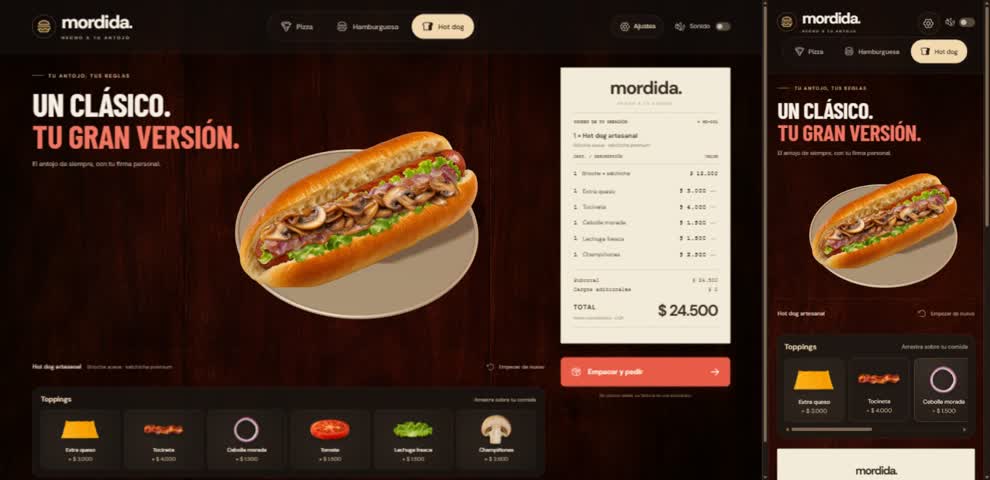 mordida.
HECHO A TU ANTOJO
Pizza
Hamburguesa
Hot dog
Ajustes
Sonido
TU ANTOJO, TUS REGLAS
UN CLÁSICO.
TU GRAN VERSIÓN.
El antojo de siempre, con tu firma personal.
mordida.
1 × Hot dog artesanal
1 Brioche + salchicha $ 12.000
1 Extra queso $ 3.000
1 Tocineta $ 4.000
1 Cebolla morada $ 1.500
1 Lechuga fresca $ 1.500
1 Champiñones $ 2.500
Subtotal $ 24.500
Cargos adicionales $ 0
TOTAL $ 24.500
Empacar y pedir
Hot dog artesanal
Brioche suave · salchicha premium
Empezar de nuevo
Toppings
Arrastra sobre tu comida
Extra queso
+ $ 3.000
Tocineta
+ $ 4.000
Cebolla morada
+ $ 1.500
Tomate
+ $ 1.500
Lechuga fresca
+ $ 1.500
Champiñones
+ $ 2.500
mordida.
HECHO A TU ANTOJO
Pizza
Hamburguesa
Hot dog
TU ANTOJO, TUS REGLAS
UN CLÁSICO.
TU GRAN VERSIÓN.
El antojo de siempre, con tu firma personal.
Hot dog artesanal
Empezar de nuevo
Toppings
Arrastra sobre tu comida
Extra queso
+ $ 3.000
Tocineta
+ $ 4.000
Cebolla morada
+ $ 1.500
mordida.